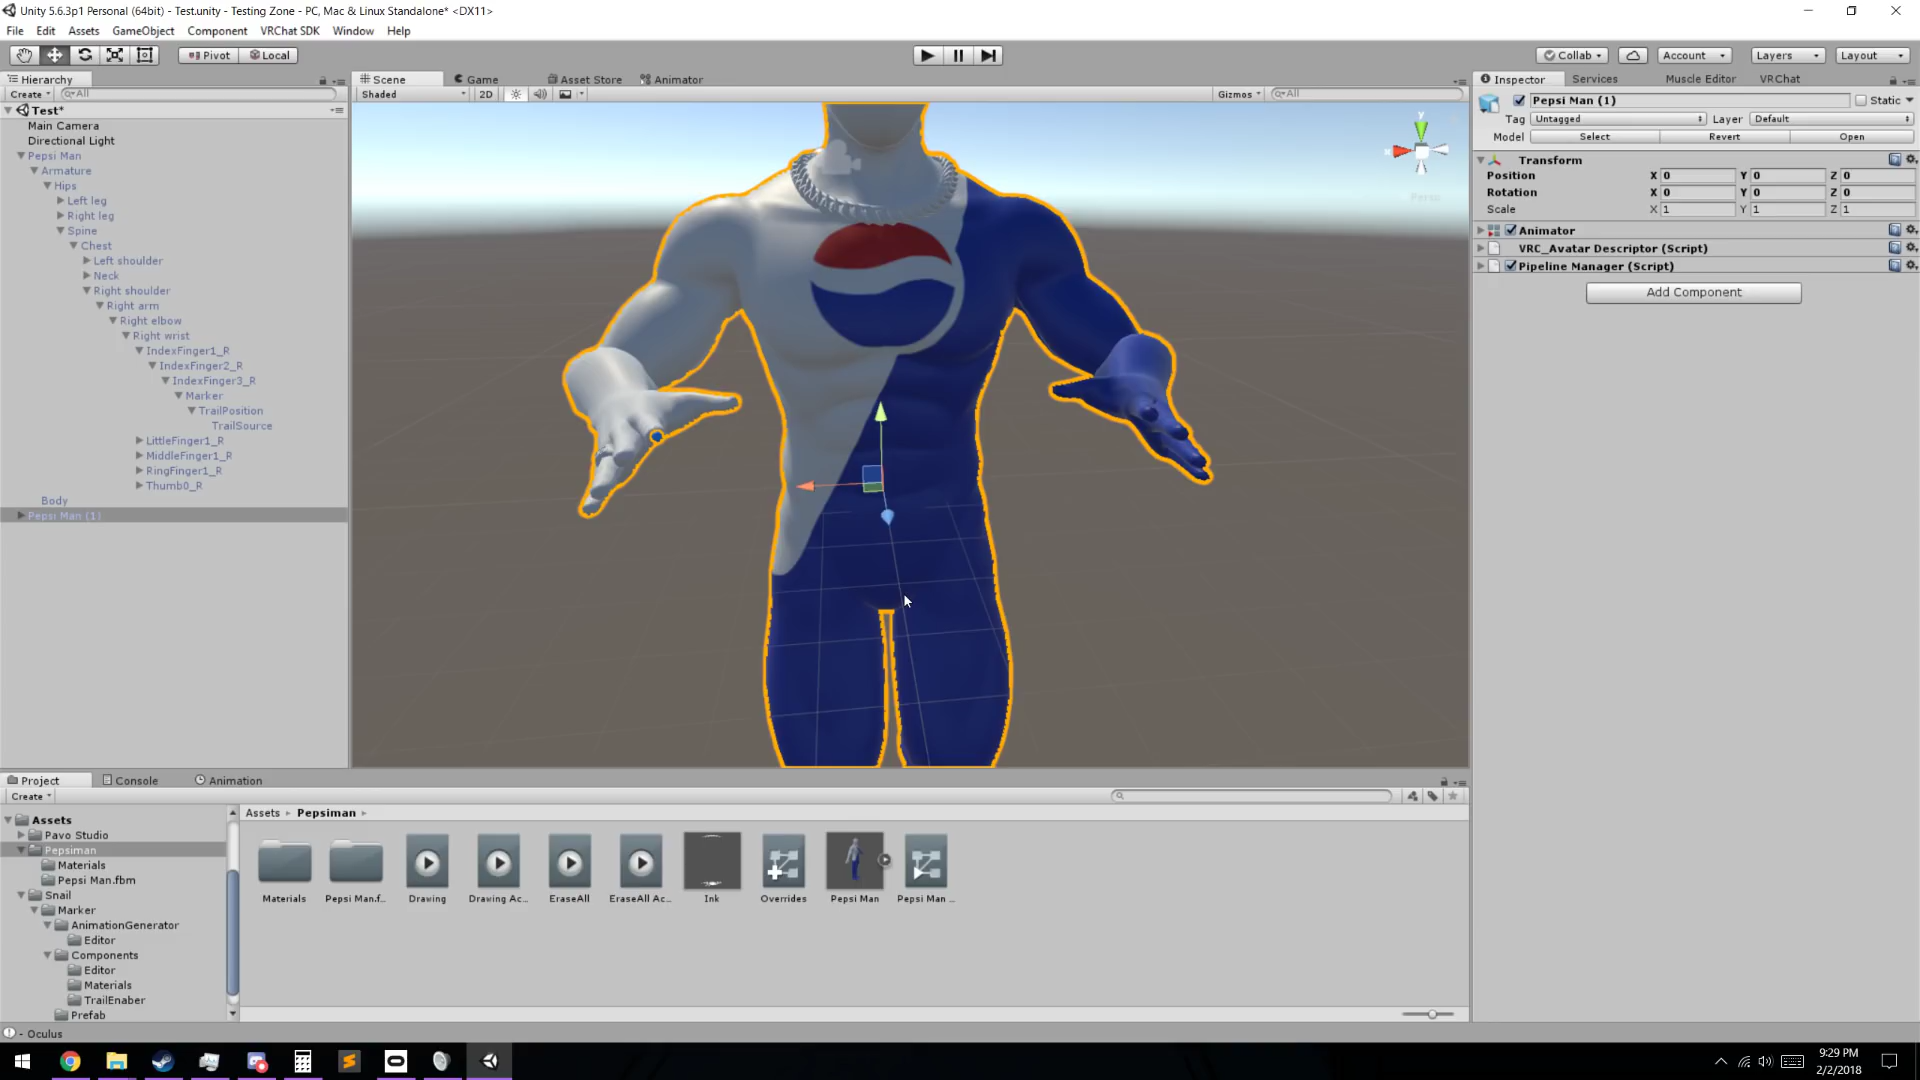 Unity 5.6.3p1 Personal (64bit) - Test.unity - Testing Zone - PC, Mac & Linux Standalone* <DX11>
File Edit Assets GameObject Component VRChat SDK Window Help
Pivot Local Collab Account Layers Layout
Hierarchy
Create All
Test*
Main Camera
Directional Light
Pepsi Man
Armature
Hips
Left leg
Right leg
Spine
Chest
Left shoulder
Neck
Right shoulder
Right arm
Right elbow
Right wrist
IndexFinger1_R
IndexFinger2_R
IndexFinger3_R
Marker
TrailPosition
TrailSource
LittleFinger1_R
MiddleFinger1_R
RingFinger1_R
Thumb0_R
Body
Pepsi Man (1)
Scene Game Asset Store Animator
Shaded 2D Gizmos All
y
Persp
Inspector Services Muscle Editor VRChat
Pepsi Man (1) Static
Tag Untagged Layer Default
Model Select Revert Open
Transform
Position X 0 Y 0 Z 0
Rotation X 0 Y 0 Z 0
Scale X 1 Y 1 Z 1
Animator
VRC_Avatar Descriptor (Script)
Pipeline Manager (Script)
Add Component
Project Console Animation
Create
Assets
Pavo Studio
Pepsiman
Materials
Pepsi Man.fbm
Snail
Marker
AnimationGenerator
Editor
Components
Editor
Materials
TrailEnaber
Prefab
Assets Pepsiman
Materials Pepsi Man.f... Drawing Drawing Ac... EraseAll EraseAll Ac... Ink Overrides Pepsi Man Pepsi Man ...
- Oculus
9:29 PM
2/2/2018